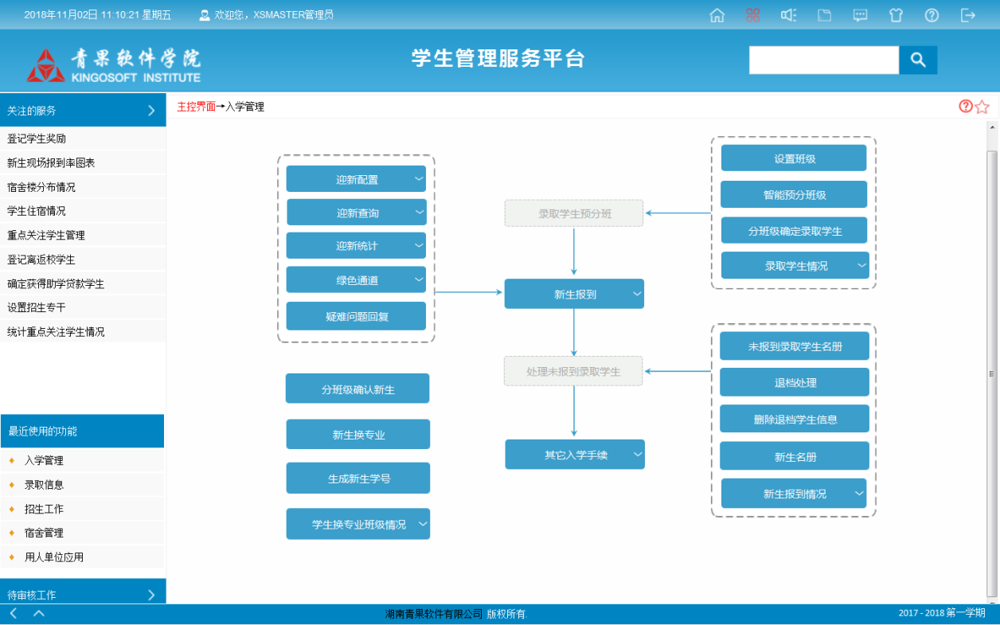 2018年11月02日 11:10:21 星期五
欢迎您，XSMASTER管理员
青果软件学院
KINGOSOFT INSTITUTE
学生管理服务平台
关注的服务
登记学生奖励
新生现场报到率图表
宿舍楼分布情况
学生住宿情况
重点关注学生管理
登记离返校学生
确定获得助学贷款学生
设置招生专干
统计重点关注学生情况
最近使用的功能
入学管理
录取信息
招生工作
宿舍管理
用人单位应用
待审核工作
主控界面→入学管理
迎新配置
迎新查询
迎新统计
绿色通道
疑难问题回复
分班级确认新生
新生换专业
生成新生学号
学生换专业班级情况
录取学生预分班
新生报到
处理未报到录取学生
其它入学手续
设置班级
智能预分班级
分班级确定录取学生
录取学生情况
未报到录取学生名册
退档处理
删除退档学生信息
新生名册
新生报到情况
湖南青果软件有限公司 版权所有.
2017 - 2018 第一学期